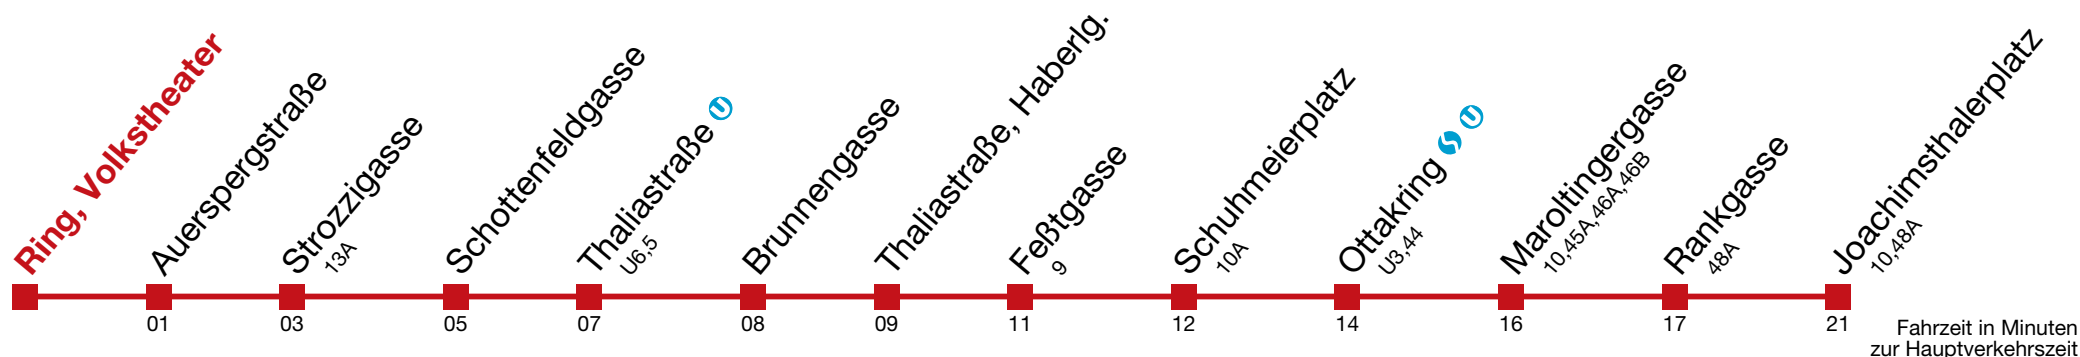 Ring, Volkstheater
Auerspergstraße
Strozzigasse
13A
Schottenfeldgasse
Thaliastraße U
U6,5
Brunnengasse
Thaliastraße, Haberlg.
Feßtgasse
9
Schuhmeierplatz
10A
Ottakring S U
U3,44
Maroltingergasse
10,45A,46A,46B
Rankgasse
48A
Joachimsthalerplatz
10,48A
01 03 05 07 08 09 11 12 14 16 17 21
Fahrzeit in Minuten
zur Hauptverkehrszeit